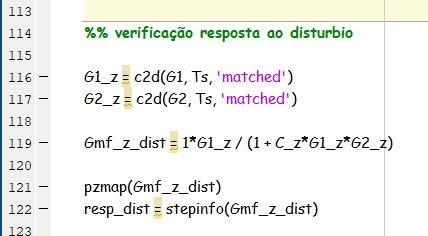 113
114 %% verificação resposta ao disturbio
115
116 – G1_z = c2d(G1, Ts, 'matched')
117 – G2_z = c2d(G2, Ts, 'matched')
118
119 – Gmf_z_dist = 1*G1_z / (1 + C_z*G1_z*G2_z)
120
121 – pzmap(Gmf_z_dist)
122 – resp_dist = stepinfo(Gmf_z_dist)
123